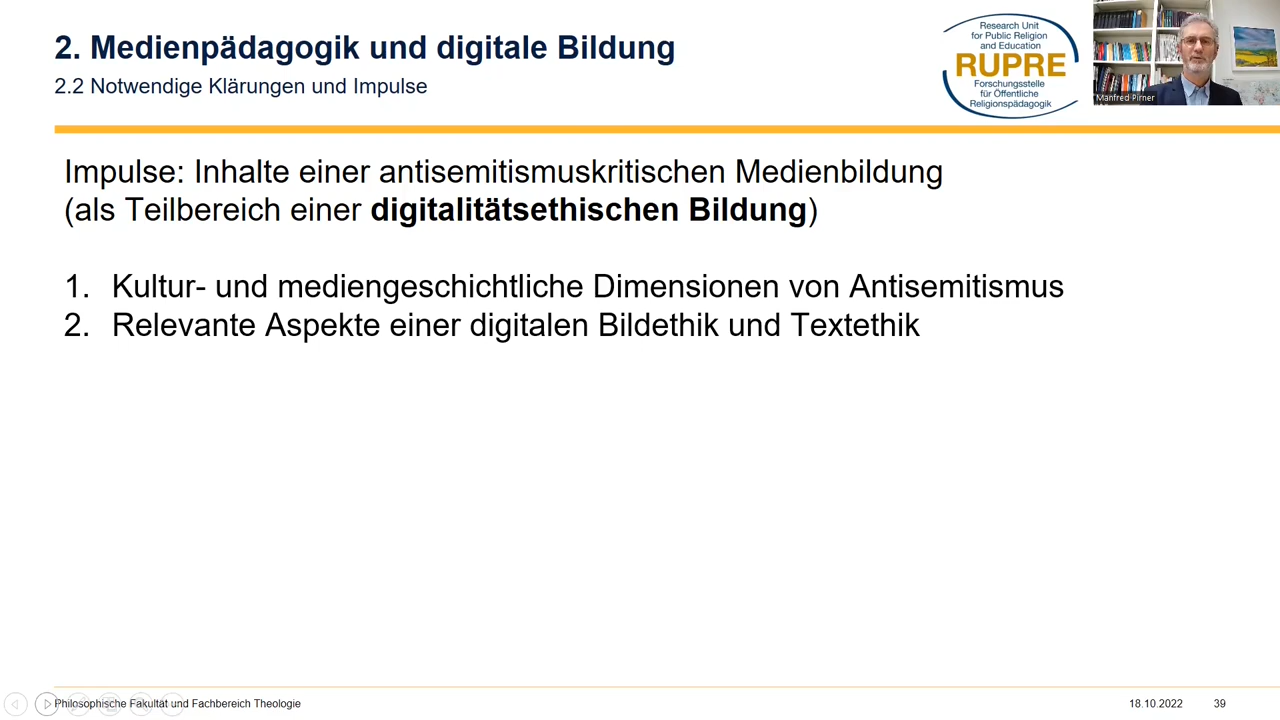 2. Medienpädagogik und digitale Bildung
2.2 Notwendige Klärungen und Impulse
Research Unit
for Public Religion
and Education
RUPRE
Forschungsstelle
für Öffentliche
Religionspädagogik
Manfred Pirner
Impulse: Inhalte einer antisemitismuskritischen Medienbildung
(als Teilbereich einer digitalitätsethischen Bildung)
1. Kultur- und mediengeschichtliche Dimensionen von Antisemitismus
2. Relevante Aspekte einer digitalen Bildethik und Textethik
Philosophische Fakultät und Fachbereich Theologie
18.10.2022 39